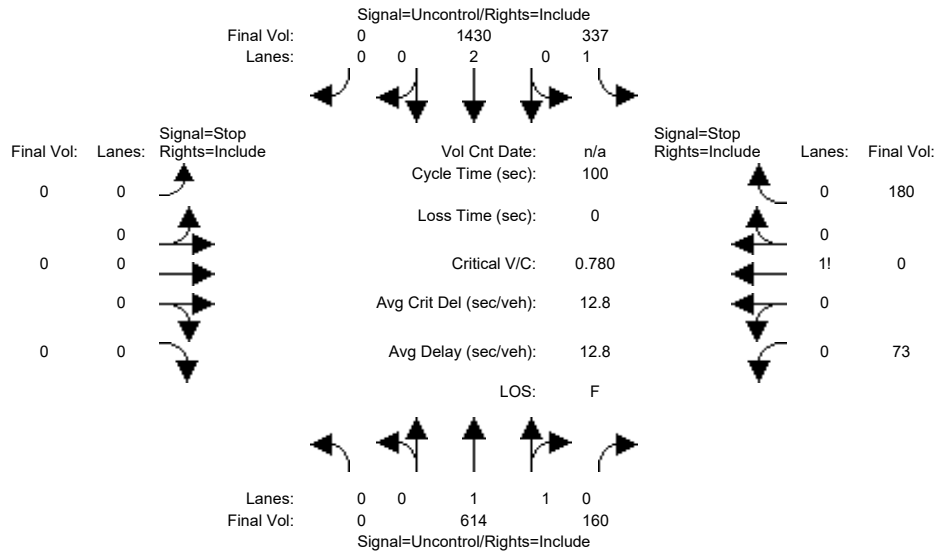 Signal=Uncontrol/Rights=Include
Final Vol: 0 1430 337
Lanes: 0 0 2 0 1
Signal=Stop
Final Vol: Lanes: Rights=Include
Vol Cnt Date: n/a
Signal=Stop
Rights=Include Lanes: Final Vol:
Cycle Time (sec): 100
0 0
0 180
Loss Time (sec): 0
0
0
0 0
Critical V/C: 0.780
1! 0
0
Avg Crit Del (sec/veh): 12.8
0
0 0
Avg Delay (sec/veh): 12.8
0 73
LOS: F
Lanes: 0 0 1 1 0
Final Vol: 0 614 160
Signal=Uncontrol/Rights=Include